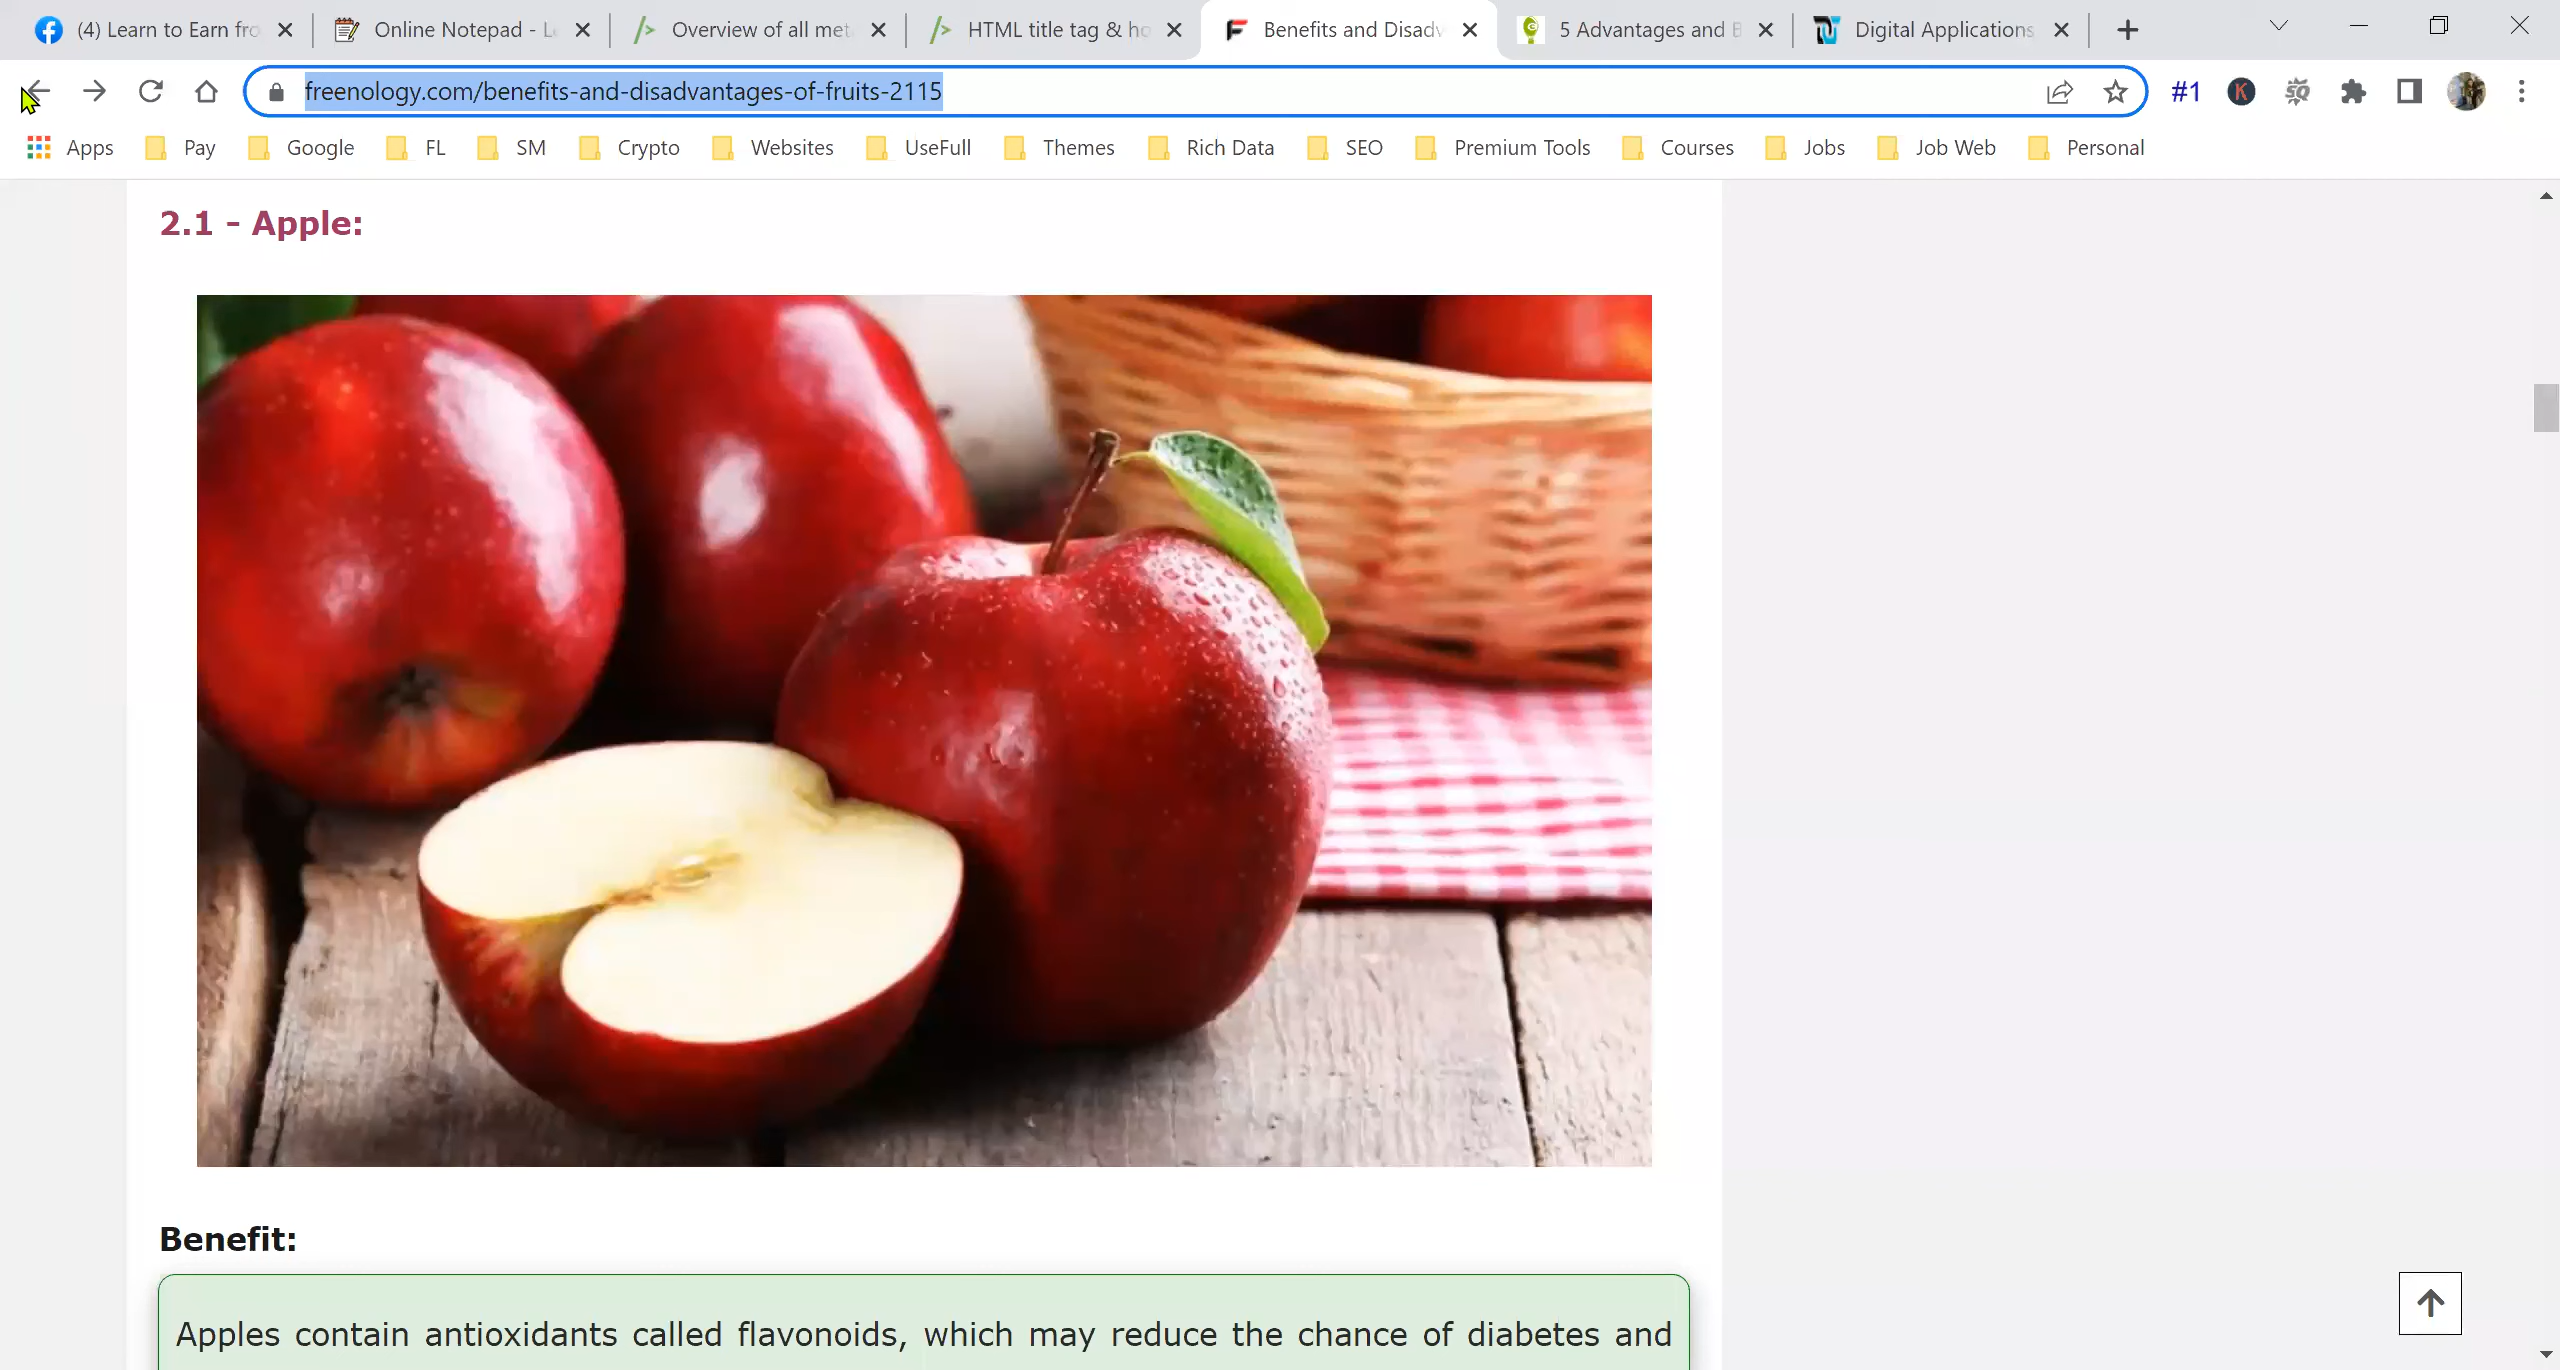 (4) Learn to Earn fro
Online Notepad - L
Overview of all met
HTML title tag & ho
Benefits and Disadv
5 Advantages and B
Digital Applications
freenology.com/benefits-and-disadvantages-of-fruits-2115
#1
K
SQ
Apps
Pay
Google
FL
SM
Crypto
Websites
UseFull
Themes
Rich Data
SEO
Premium Tools
Courses
Jobs
Job Web
Personal
2.1 - Apple:
Benefit:
Apples contain antioxidants called flavonoids, which may reduce the chance of diabetes and